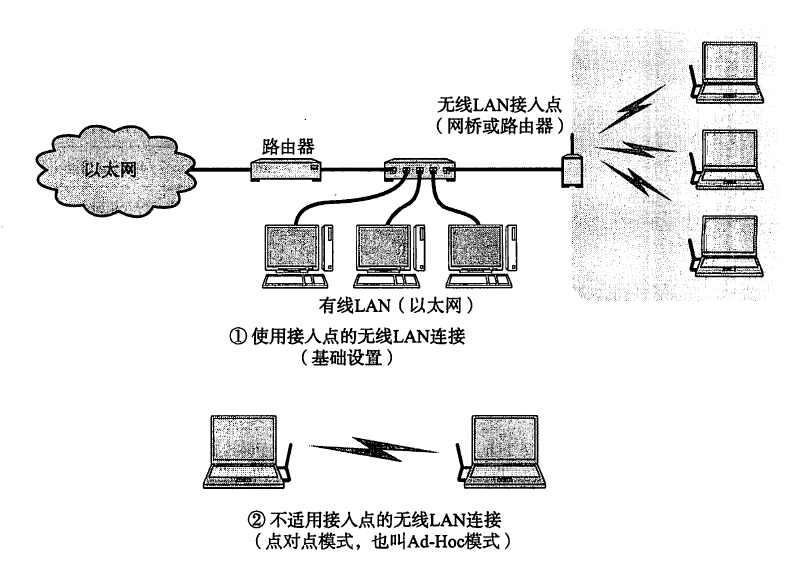 无线LAN接入点
（网桥或路由器）
路由器
以太网
有线LAN（以太网）
① 使用接入点的无线LAN连接
（基础设置）
② 不适用接入点的无线LAN连接
（点对点模式，也叫Ad-Hoc模式）